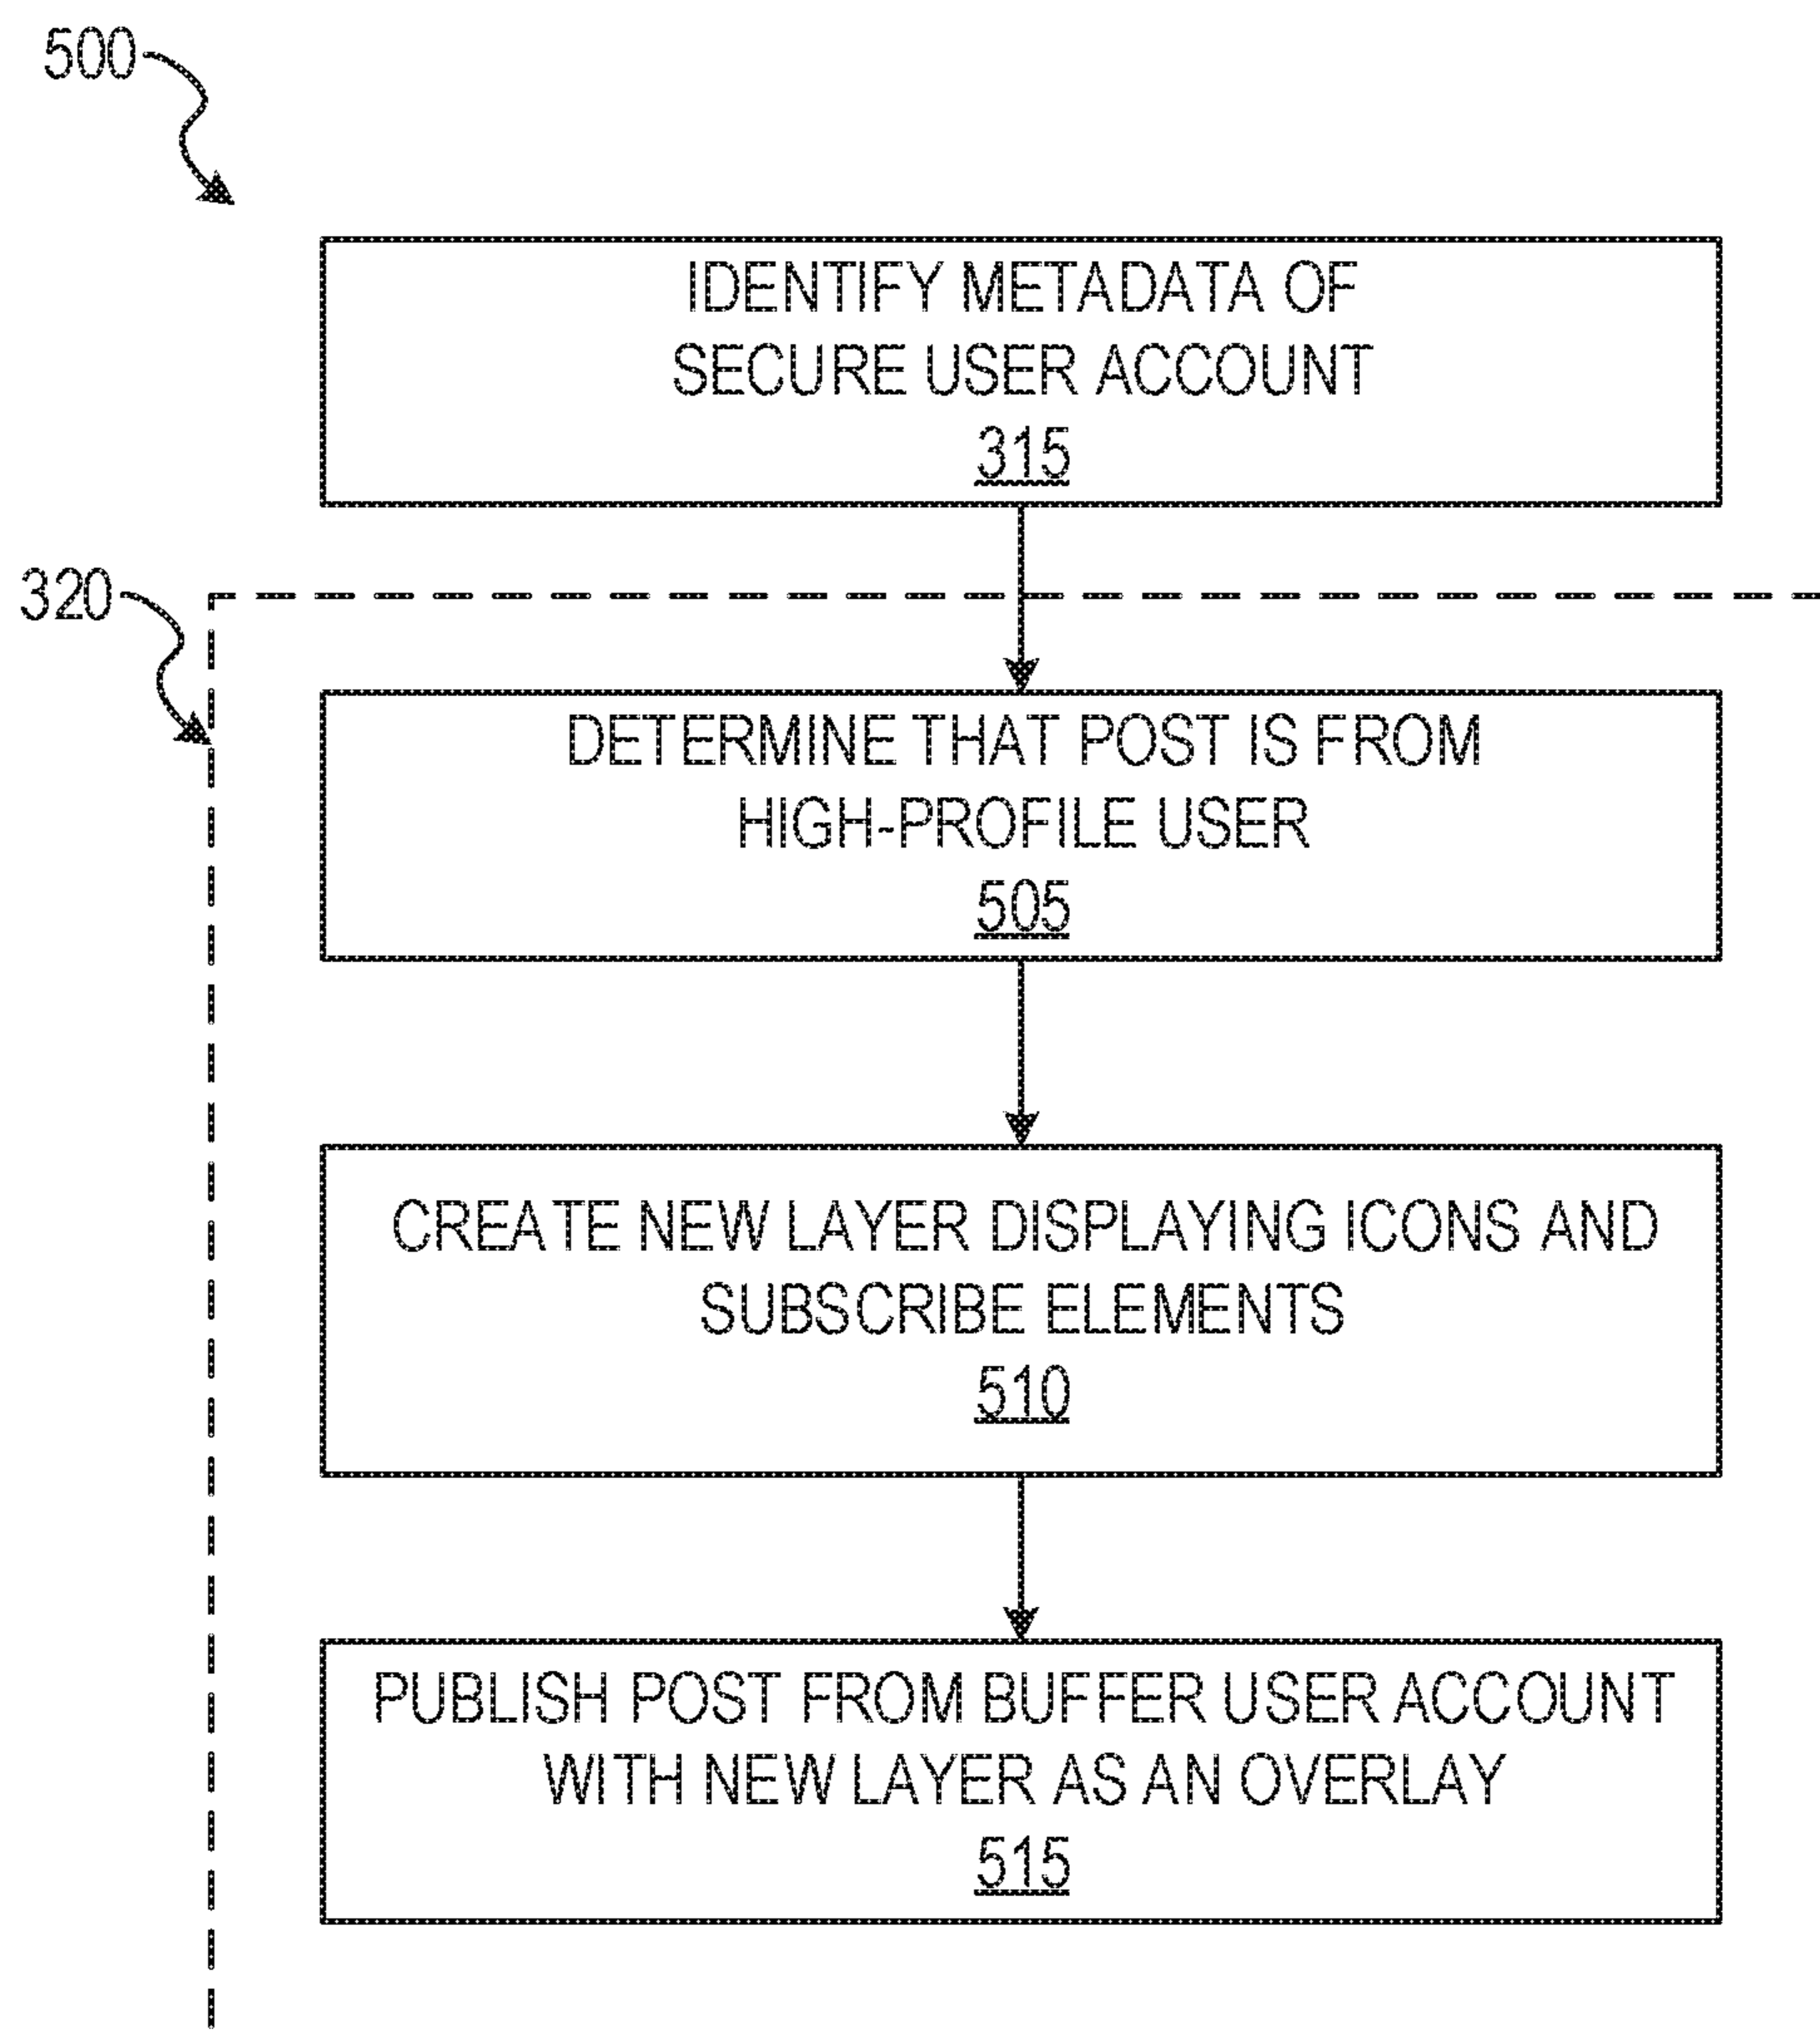 500
IDENTIFY METADATA OF
SECURE USER ACCOUNT
315
320
DETERMINE THAT POST IS FROM
HIGH-PROFILE USER
505
CREATE NEW LAYER DISPLAYING ICONS AND
SUBSCRIBE ELEMENTS
510
PUBLISH POST FROM BUFFER USER ACCOUNT
WITH NEW LAYER AS AN OVERLAY
515